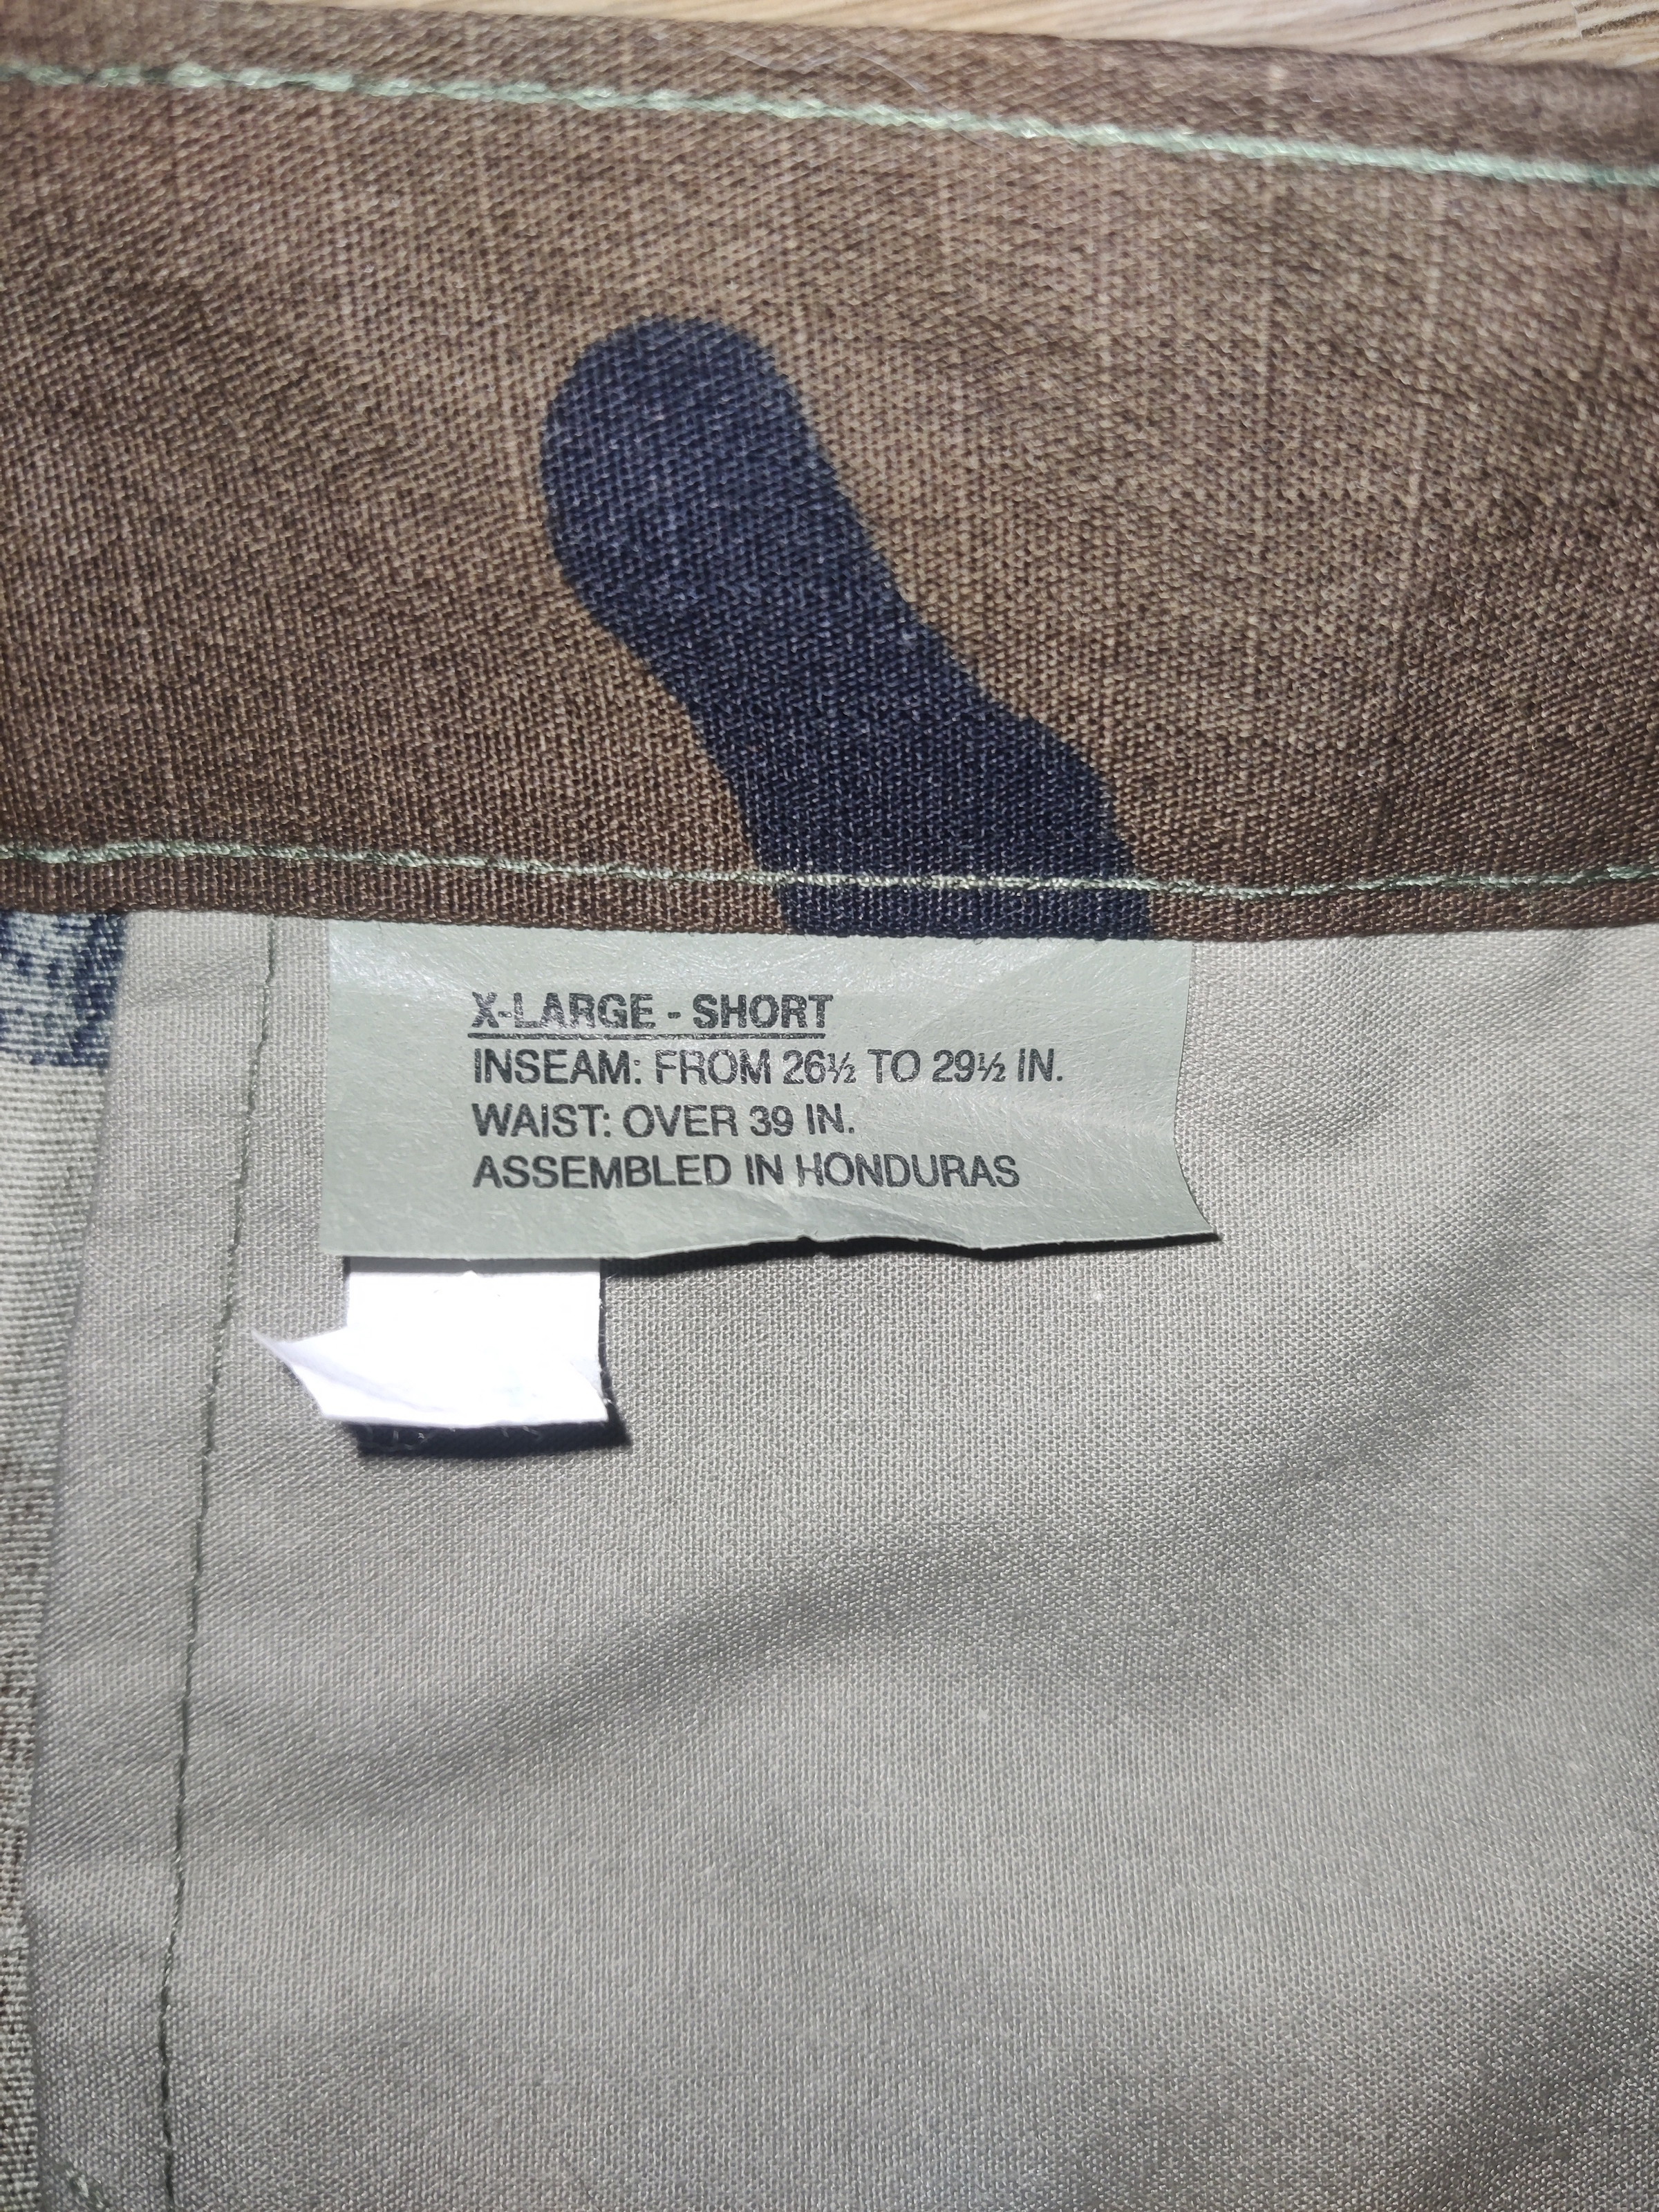 X-LARGE - SHORT
INSEAM: FROM 26½ TO 29½ IN.
WAIST: OVER 39 IN.
ASSEMBLED IN HONDURAS